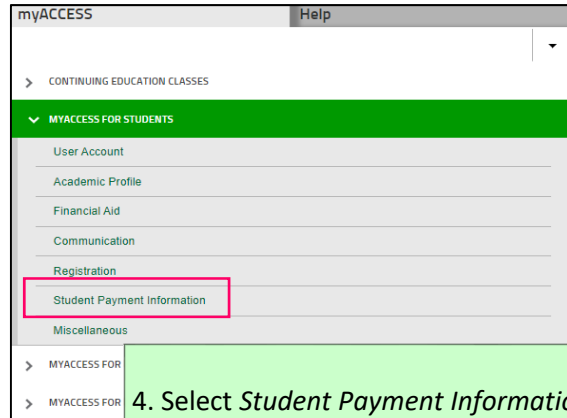 myACCESS Help
CONTINUING EDUCATION CLASSES
MYACCESS FOR STUDENTS
User Account
Academic Profile
Financial Aid
Communication
Registration
Student Payment Information
Miscellaneous
MYACCESS FOR
MYACCESS FOR
4. Select Student Payment Informatio